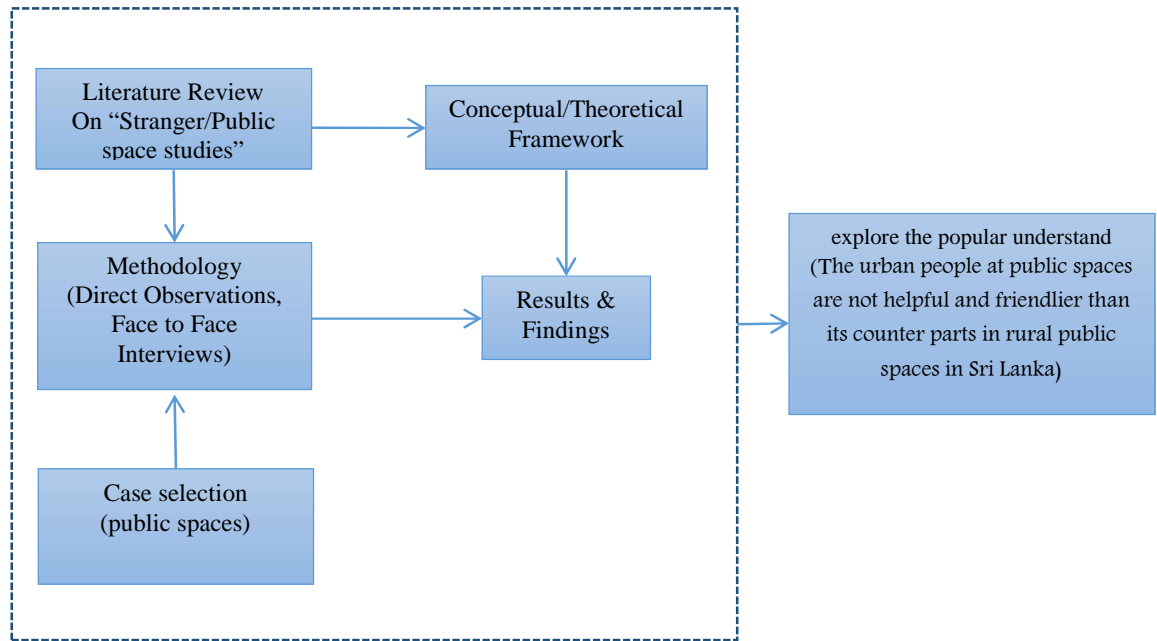 Literature Review
On “Stranger/Public
space studies”
Conceptual/Theoretical
Framework
Methodology
(Direct Observations,
Face to Face
Interviews)
Results &
Findings
explore the popular understand
(The urban people at public spaces
are not helpful and friendlier than
its counter parts in rural public
spaces in Sri Lanka)
Case selection
(public spaces)